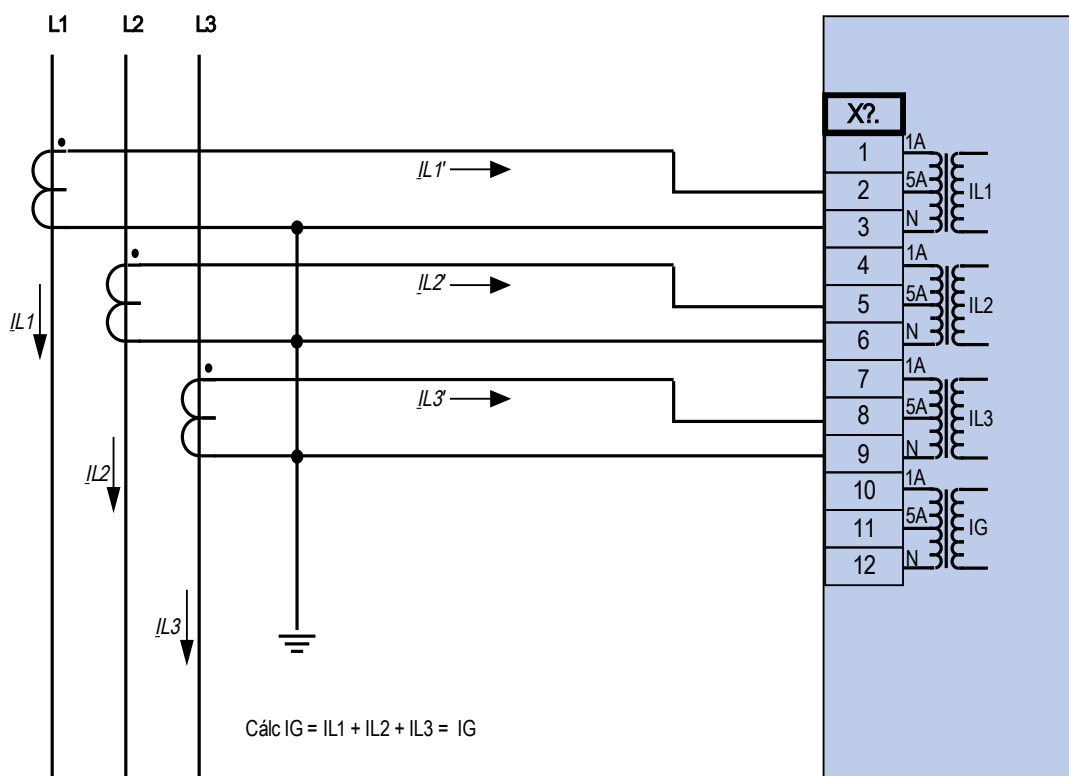 L1 L2 L3
X?.
1 1A
IL1'
2 5A IL1
3 N
4 1A
IL2'
5 5A IL2
IL1
6 N
7 1A
IL3'
8 5A IL3
9 N
IL2
10 1A
11 5A IG
12 N
IL3
Cálc IG = IL1 + IL2 + IL3 = IG